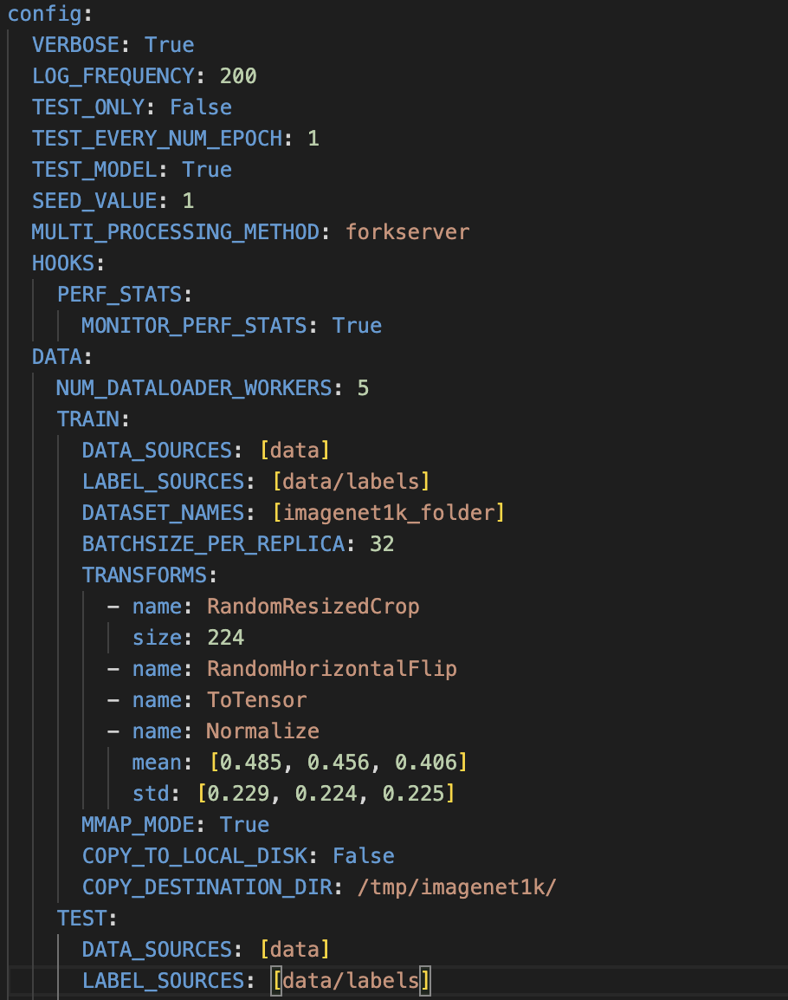 config:
  VERBOSE: True
  LOG_FREQUENCY: 200
  TEST_ONLY: False
  TEST_EVERY_NUM_EPOCH: 1
  TEST_MODEL: True
  SEED_VALUE: 1
  MULTI_PROCESSING_METHOD: forkserver
  HOOKS:
    PERF_STATS:
      MONITOR_PERF_STATS: True
  DATA:
    NUM_DATALOADER_WORKERS: 5
    TRAIN:
      DATA_SOURCES: [data]
      LABEL_SOURCES: [data/labels]
      DATASET_NAMES: [imagenet1k_folder]
      BATCHSIZE_PER_REPLICA: 32
      TRANSFORMS:
        - name: RandomResizedCrop
          size: 224
        - name: RandomHorizontalFlip
        - name: ToTensor
        - name: Normalize
          mean: [0.485, 0.456, 0.406]
          std: [0.229, 0.224, 0.225]
      MMAP_MODE: True
      COPY_TO_LOCAL_DISK: False
      COPY_DESTINATION_DIR: /tmp/imagenet1k/
    TEST:
      DATA_SOURCES: [data]
      LABEL_SOURCES: [data/labels]